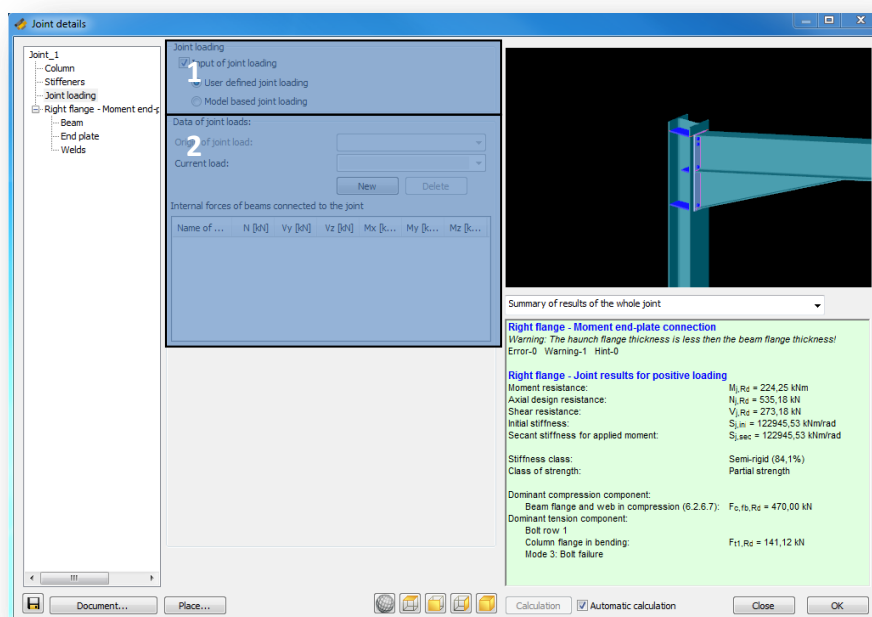 Joint details
Joint_1
Column
Stiffeners
Joint loading
Right flange - Moment end-p
Beam
End plate
Welds
Joint loading
Input of joint loading
1
User defined joint loading
Model based joint loading
Data of joint loads:
2
Origin of joint load:
Current load:
New Delete
Internal forces of beams connected to the joint
Name of ... N [kN] Vy [kN] Vz [kN] Mx [k... My [k... Mz [k...
Summary of results of the whole joint
Right flange - Moment end-plate connection
Warning: The haunch flange thickness is less then the beam flange thickness!
Error-0 Warning-1 Hint-0
Right flange - Joint results for positive loading
Moment resistance: Mj,Rd = 224,25 kNm
Axial design resistance: Nj,Rd = 535,18 kN
Shear resistance: Vj,Rd = 273,18 kN
Initial stiffness: Sj,ini = 122945,53 kNm/rad
Secant stiffness for applied moment: Sj,sec = 122945,53 kNm/rad
Stiffness class: Semi-rigid (84,1%)
Class of strength: Partial strength
Dominant compression component:
Beam flange and web in compression (6.2.6.7): Fc,fb,Rd = 470,00 kN
Dominant tension component:
Bolt row 1
Column flange in bending: Ft1,Rd = 141,12 kN
Mode 3: Bolt failure
Document... Place... Calculation Automatic calculation Close OK